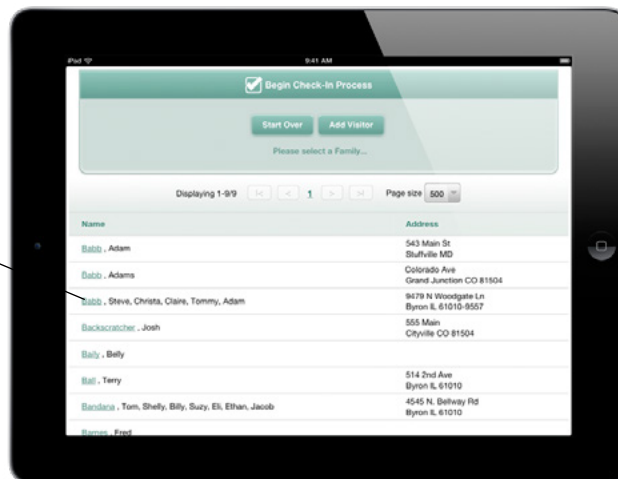 iPad 9:41 AM
Begin Check-In Process
Start Over Add Visitor
Please select a Family...
Displaying 1-9/9 |< < 1 > >| Page size 500
Name Address
Babb , Adam 543 Main St
Stuffville MD
Babb , Adams Colorado Ave
Grand Junction CO 81504
Babb , Steve, Christa, Claire, Tommy, Adam 9479 N Woodgate Ln
Byron IL 61010-9557
Backscratcher , Josh 555 Main
Cityville CO 81504
Baily , Belly
Ball , Terry 514 2nd Ave
Byron IL 61010
Bandana , Tom, Shelly, Billy, Suzy, Eli, Ethan, Jacob 4545 N. Bellway Rd
Byron IL 61010
Barnes , Fred